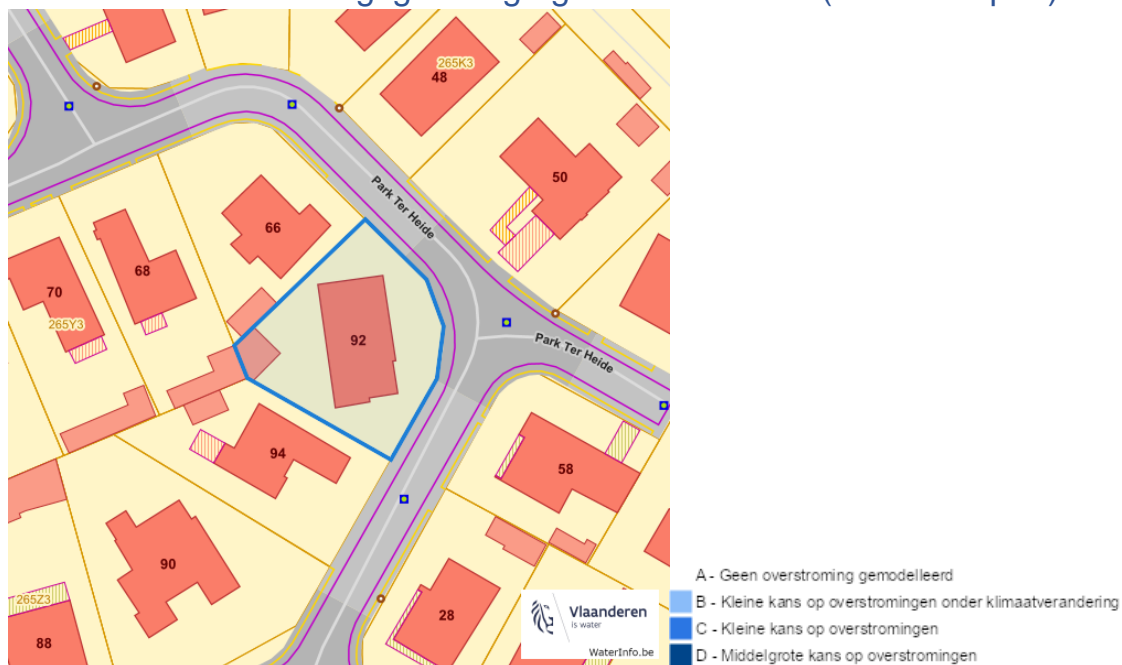 265K3
48
50
Park Ter Heide
66
68
70
265Y3
92
Park Ter Heide
94
58
90
265Z3
28
88
Vlaanderen
is water
WaterInfo.be
A - Geen overstroming gemodelleerd
B - Kleine kans op overstromingen onder klimaatverandering
C - Kleine kans op overstromingen
D - Middelgrote kans op overstromingen